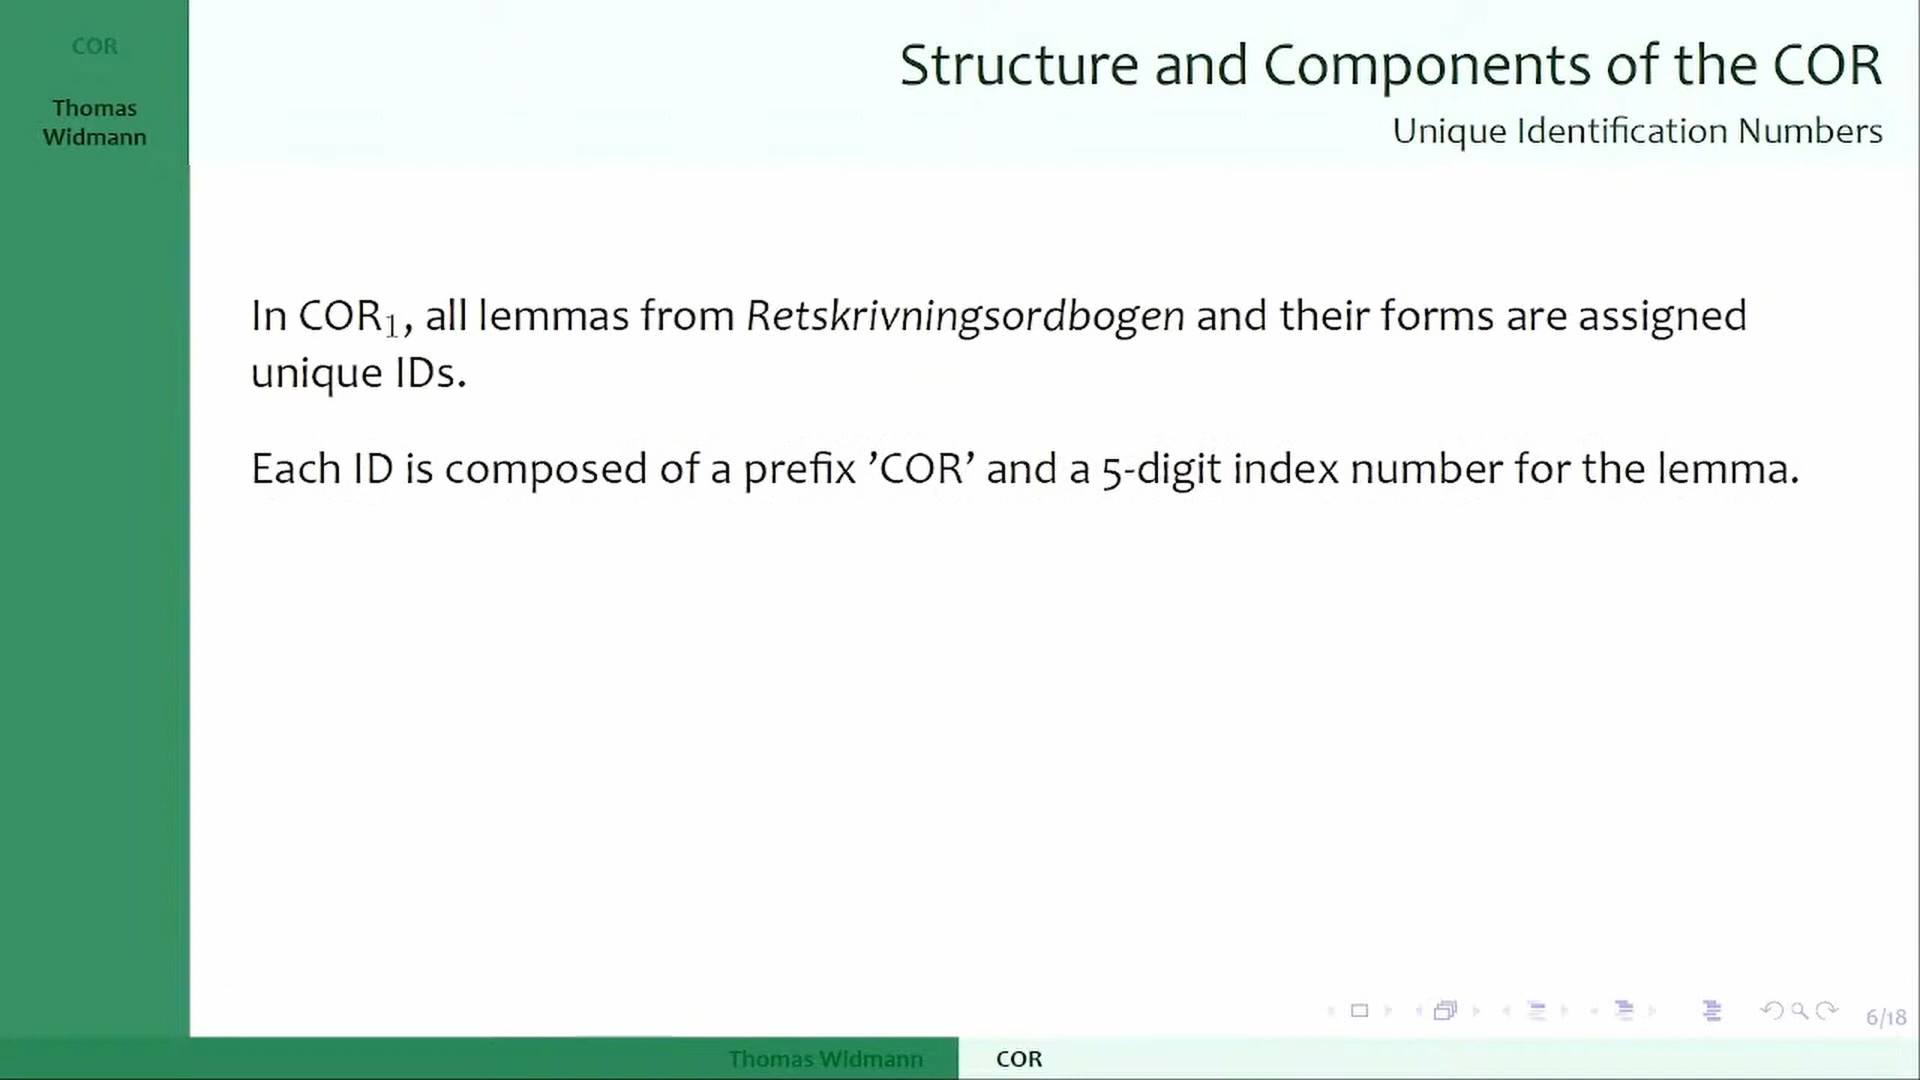 COR
Thomas
Widmann
Structure and Components of the COR
Unique Identification Numbers
In COR₁, all lemmas from Retskrivningsordbogen and their forms are assigned
unique IDs.
Each ID is composed of a prefix ’COR’ and a 5-digit index number for the lemma.
6/18
Thomas Widmann
COR